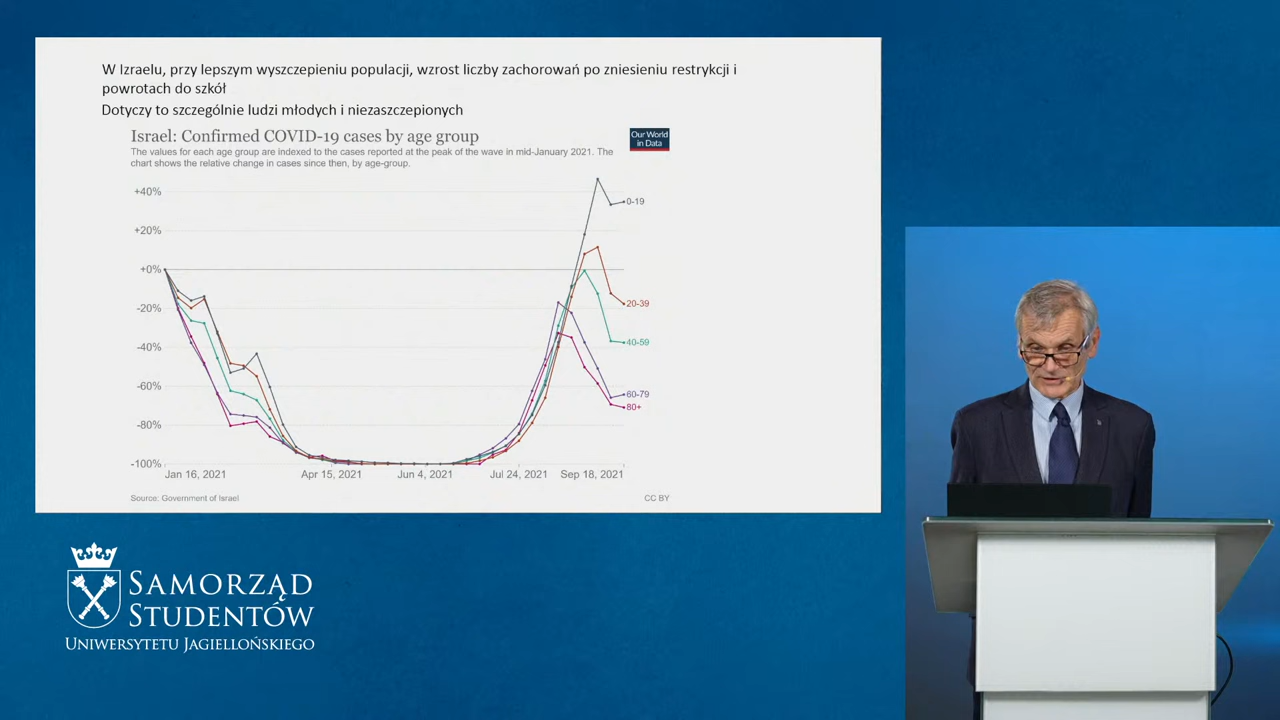 W Izraelu, przy lepszym wyszczepieniu populacji, wzrost liczby zachorowań po zniesieniu restrykcji i
powrotach do szkół
Dotyczy to szczególnie ludzi młodych i niezaszczepionych
Israel: Confirmed COVID-19 cases by age group
Our World
in Data
The values for each age group are indexed to the cases reported at the peak of the wave in mid-January 2021. The
chart shows the relative change in cases since then, by age-group.
+40%
+20%
+0%
-20%
-40%
-60%
-80%
-100%
0-19
20-39
40-59
60-79
80+
Jan 16, 2021
Apr 15, 2021
Jun 4, 2021
Jul 24, 2021
Sep 18, 2021
Source: Government of Israel
CC BY
SAMORZĄD
STUDENTÓW
UNIWERSYTETU JAGIELLOŃSKIEGO